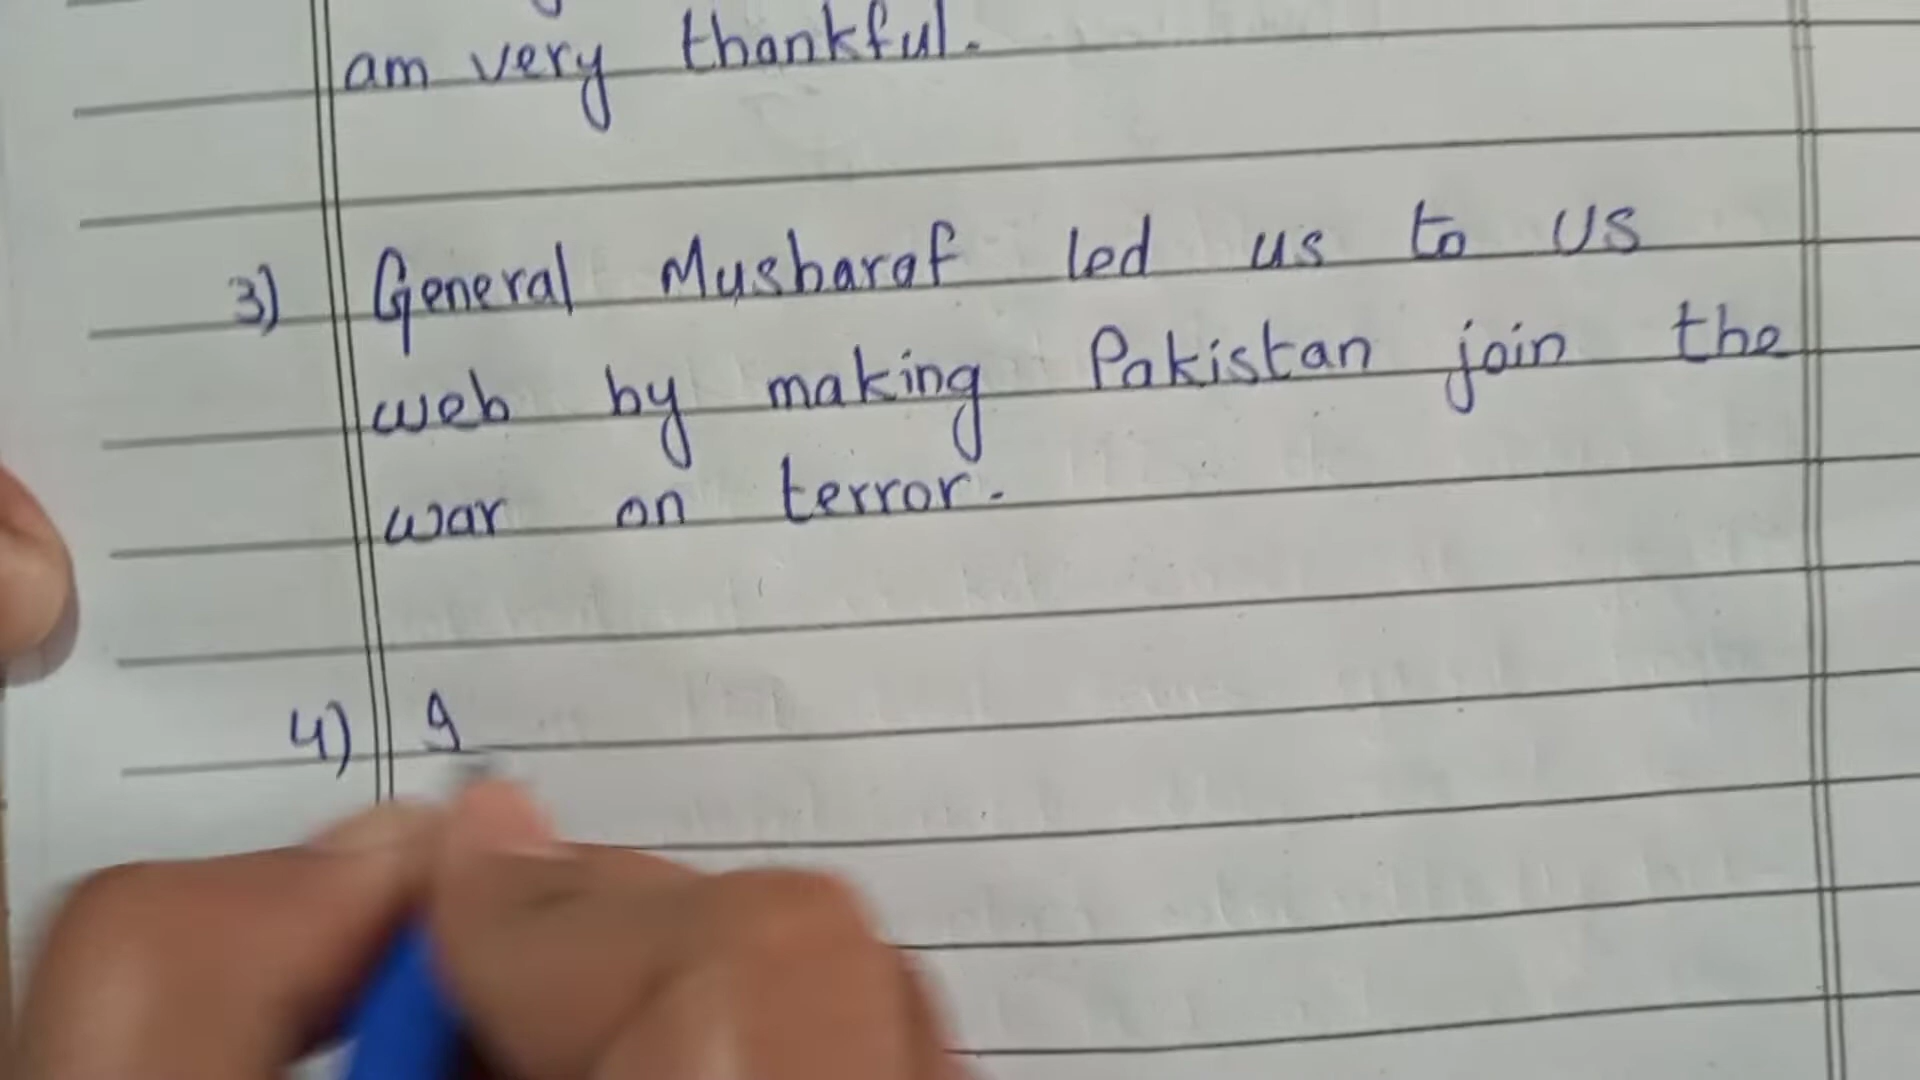 am very thankful.
3) General Musharaf led us to US
web by making Pakistan join the
war on terror.
4) 9